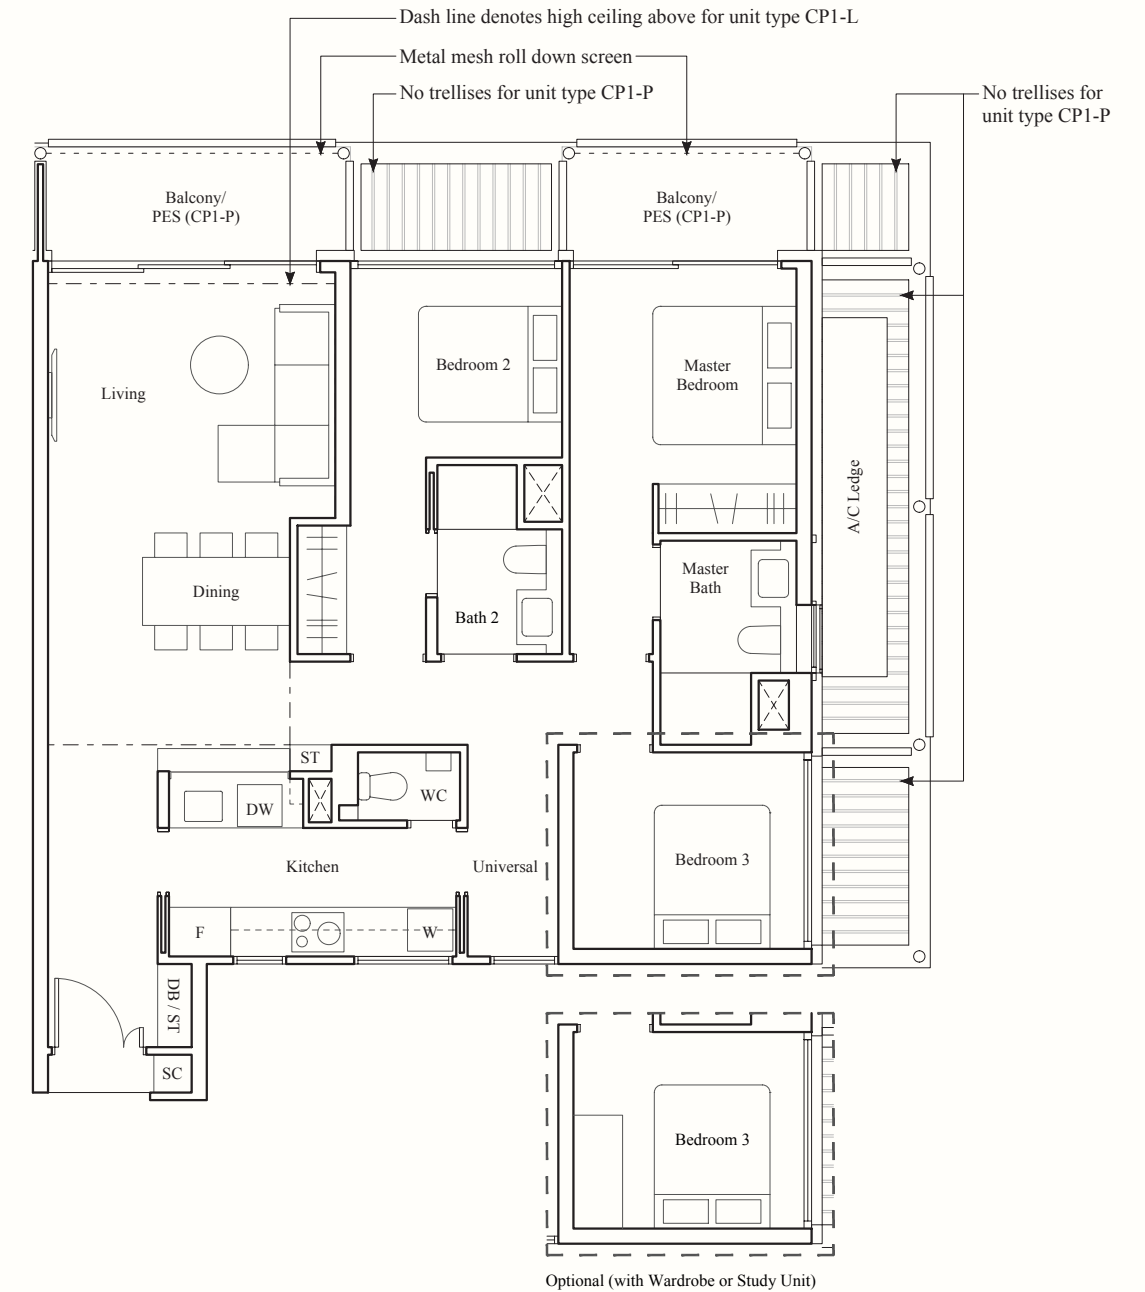 Dash line denotes high ceiling above for unit type CP1-L
Metal mesh roll down screen
No trellises for unit type CP1-P
No trellises for
unit type CP1-P
Balcony/
PES (CP1-P)
Balcony/
PES (CP1-P)
Living
Bedroom 2
Master
Bedroom
A/C Ledge
Dining
Bath 2
Master
Bath
ST
DW
WC
Kitchen
Universal
Bedroom 3
F
W
DB / ST
SC
Bedroom 3
Optional (with Wardrobe or Study Unit)